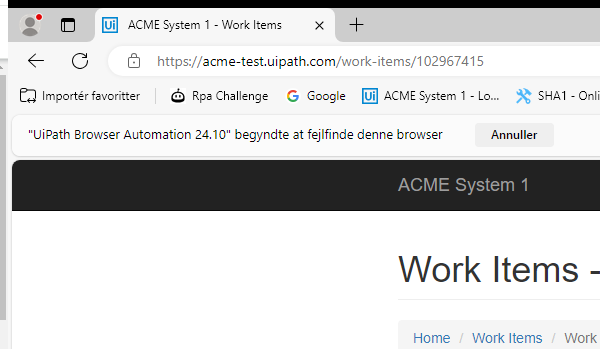 Ui ACME System 1 - Work Items
https://acme-test.uipath.com/work-items/102967415
Importér favoritter Rpa Challenge G Google Ui ACME System 1 - Lo... SHA1 - Onli
"UiPath Browser Automation 24.10" begyndte at fejlfinde denne browser Annuller
ACME System 1
Work Items -
Home / Work Items / Work